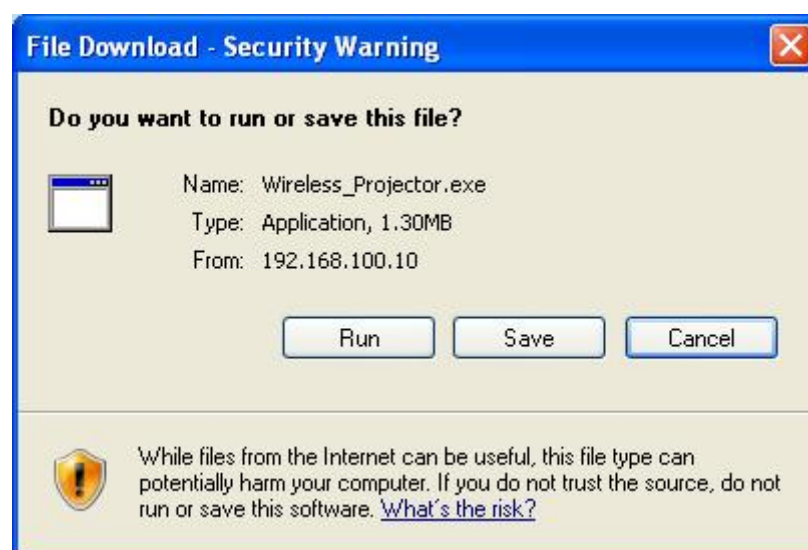 File Download - Security Warning
Do you want to run or save this file?
Name: Wireless_Projector.exe
Type: Application, 1.30MB
From: 192.168.100.10
Run Save Cancel
While files from the Internet can be useful, this file type can
potentially harm your computer. If you do not trust the source, do not
run or save this software. What's the risk?